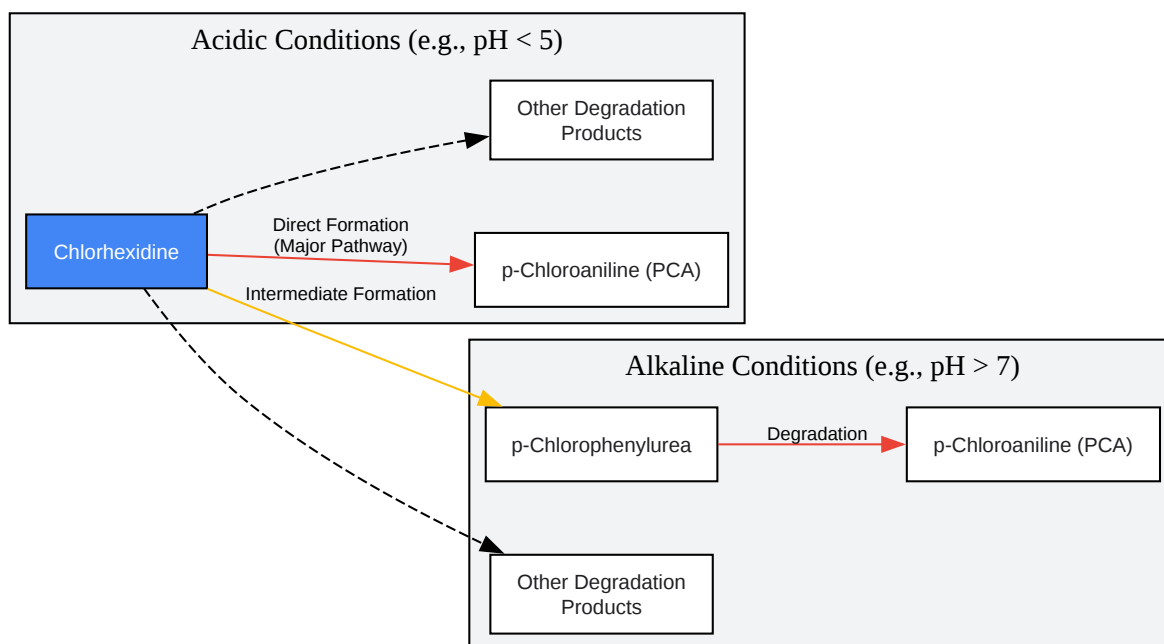 Acidic Conditions (e.g., pH < 5)
Other Degradation
Products
Chlorhexidine
Direct Formation
(Major Pathway)
p-Chloroaniline (PCA)
Intermediate Formation
Alkaline Conditions (e.g., pH > 7)
p-Chlorophenylurea
Degradation
p-Chloroaniline (PCA)
Other Degradation
Products